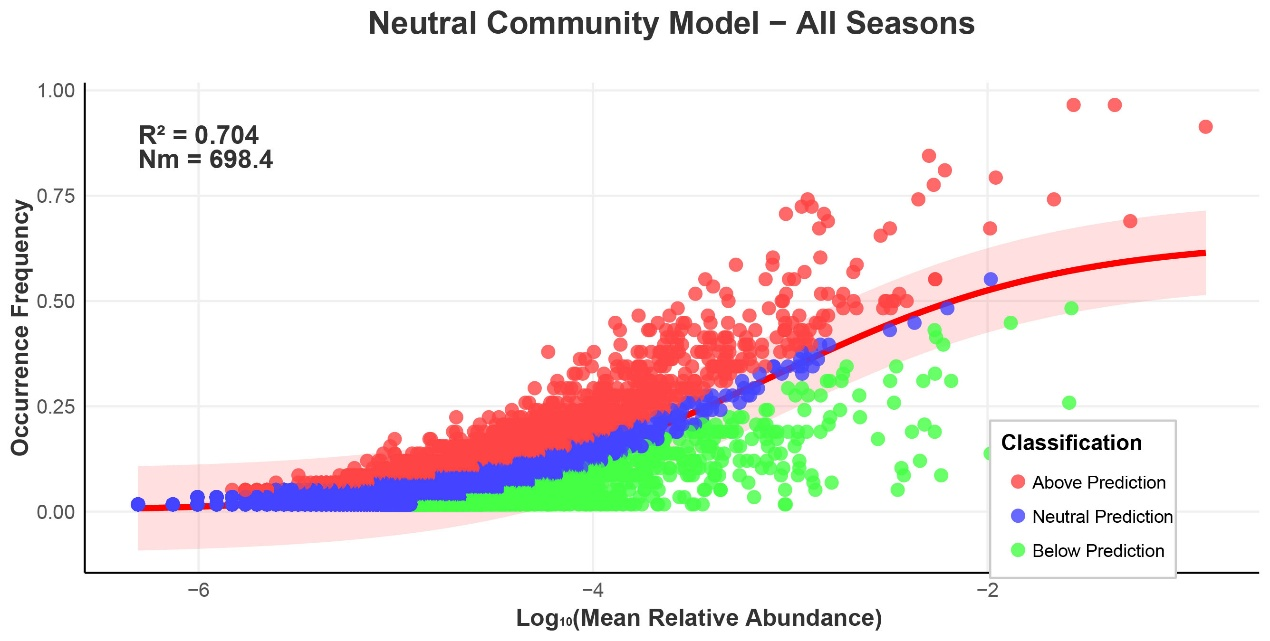 Neutral Community Model − All Seasons
R² = 0.704
Nm = 698.4
1.00
0.75
0.50
0.25
0.00
Occurrence Frequency
−6
−4
−2
Log₁₀(Mean Relative Abundance)
Classification
Above Prediction
Neutral Prediction
Below Prediction